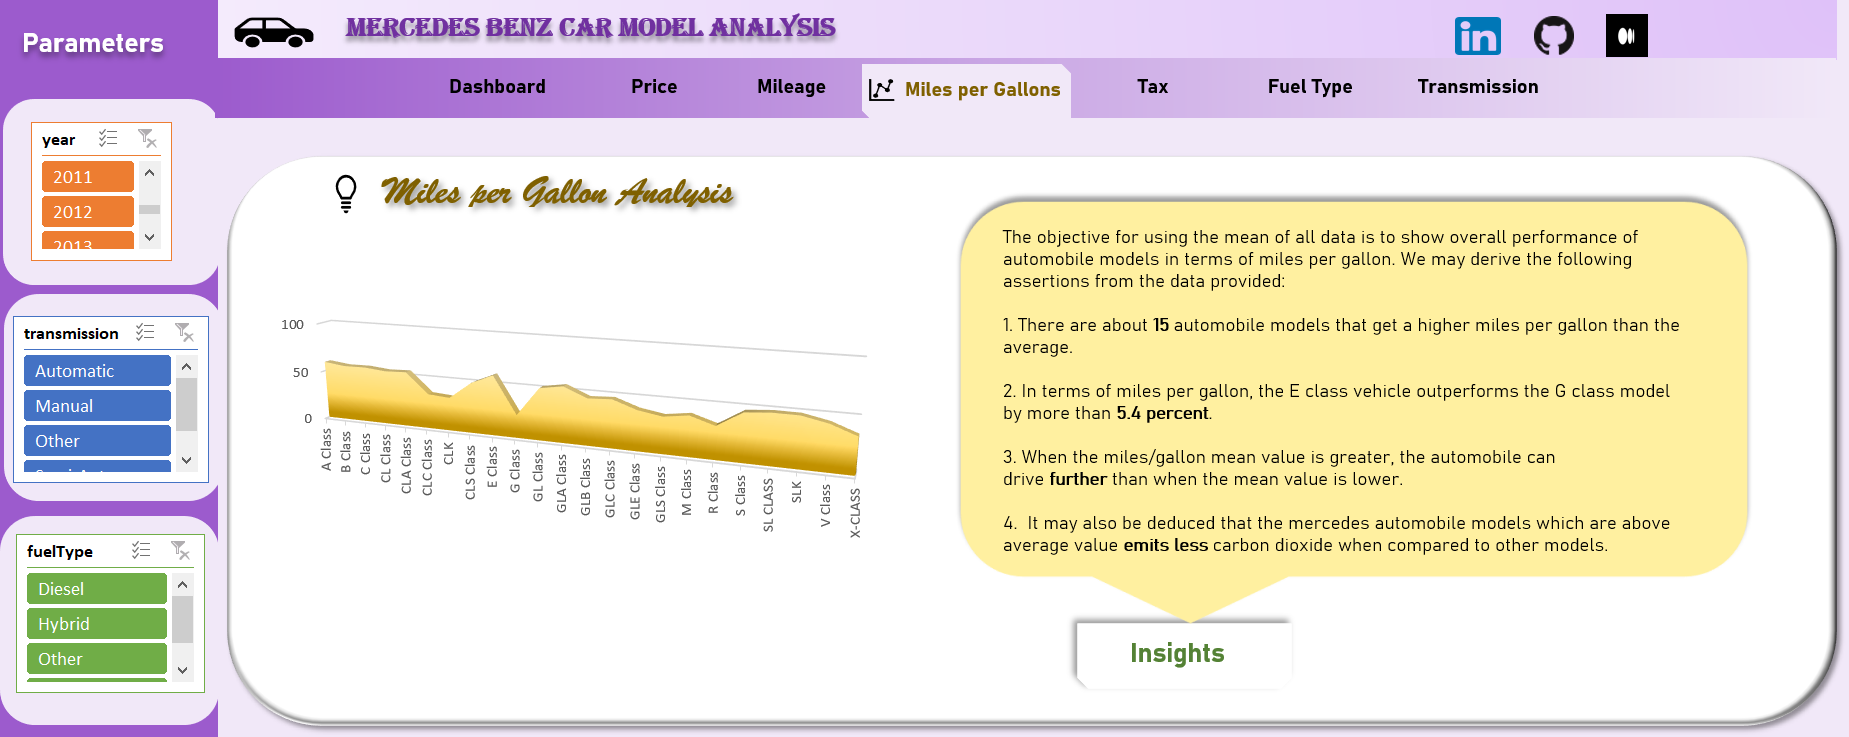 Parameters
MERCEDES BENZ CAR MODEL ANALYSIS
in
Dashboard
Price
Mileage
Miles per Gallons
Tax
Fuel Type
Transmission
year
2011
2012
2013
transmission
Automatic
Manual
Other
fuelType
Diesel
Hybrid
Other
Miles per Gallon Analysis
100
50
0
A Class
B Class
C Class
CL Class
CLA Class
CLC Class
CLK
CLS Class
E Class
G Class
GL Class
GLA Class
GLB Class
GLC Class
GLE Class
GLS Class
M Class
R Class
S Class
SL CLASS
SLK
V Class
X-CLASS
The objective for using the mean of all data is to show overall performance of
automobile models in terms of miles per gallon. We may derive the following
assertions from the data provided:
1. There are about 15 automobile models that get a higher miles per gallon than the
average.
2. In terms of miles per gallon, the E class vehicle outperforms the G class model
by more than 5.4 percent.
3. When the miles/gallon mean value is greater, the automobile can
drive further than when the mean value is lower.
4. It may also be deduced that the mercedes automobile models which are above
average value emits less carbon dioxide when compared to other models.
Insights